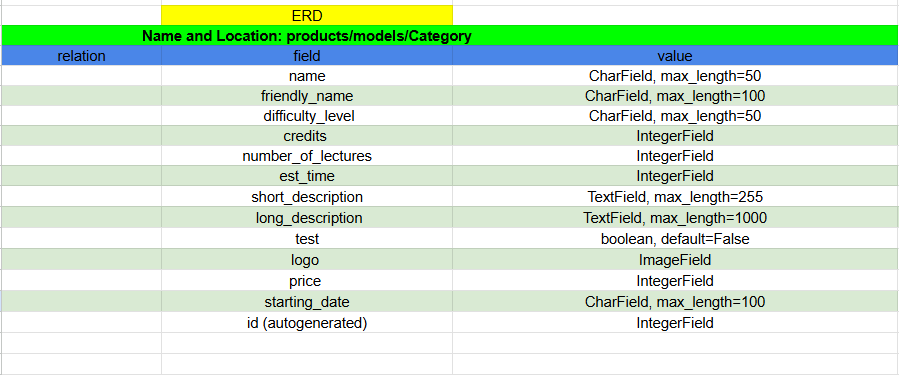 ERD
Name and Location: products/models/Category
relation field value
name CharField, max_length=50
friendly_name CharField, max_length=100
difficulty_level CharField, max_length=50
credits IntegerField
number_of_lectures IntegerField
est_time IntegerField
short_description TextField, max_length=255
long_description TextField, max_length=1000
test boolean, default=False
logo ImageField
price IntegerField
starting_date CharField, max_length=100
id (autogenerated) IntegerField